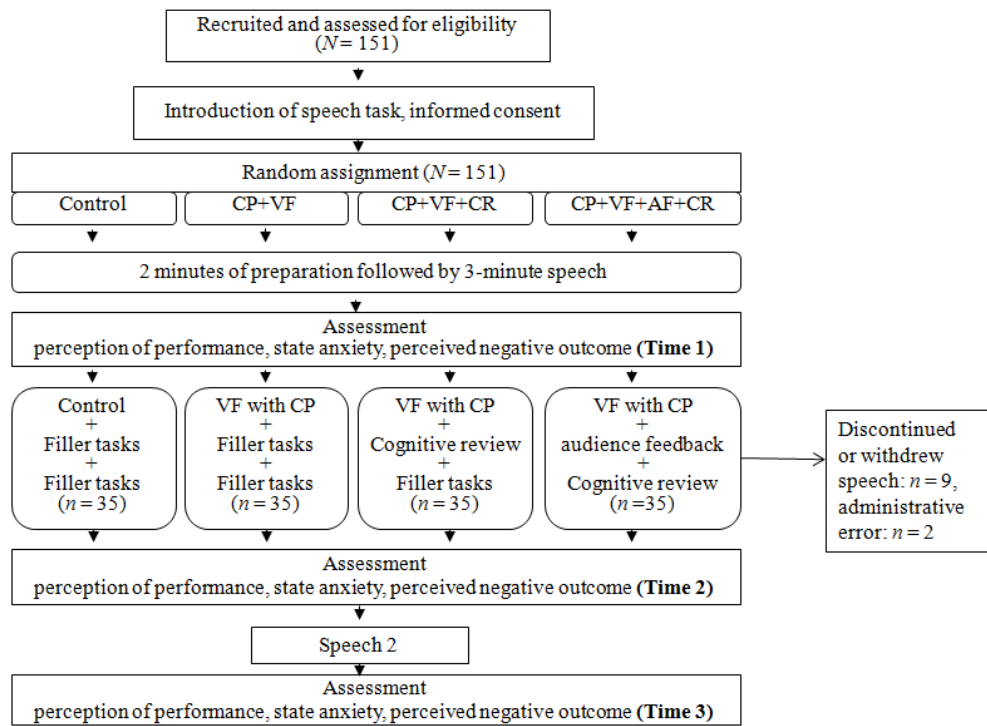 Recruited and assessed for eligibility
(N= 151)
Introduction of speech task, informed consent
Random assignment (N= 151)
Control
CP+VF
CP+VF+CR
CP+VF+AF+CR
2 minutes of preparation followed by 3-minute speech
Assessment
perception of performance, state anxiety, perceived negative outcome (Time 1)
Control
+
Filler tasks
+
Filler tasks
(n = 35)
VF with CP
+
Filler tasks
+
Filler tasks
(n = 35)
VF with CP
+
Cognitive review
+
Filler tasks
(n = 35)
VF with CP
+
audience feedback
+
Cognitive review
(n =35)
Discontinued
or withdrew
speech: n = 9,
administrative
error: n = 2
Assessment
perception of performance, state anxiety, perceived negative outcome (Time 2)
Speech 2
Assessment
perception of performance, state anxiety, perceived negative outcome (Time 3)